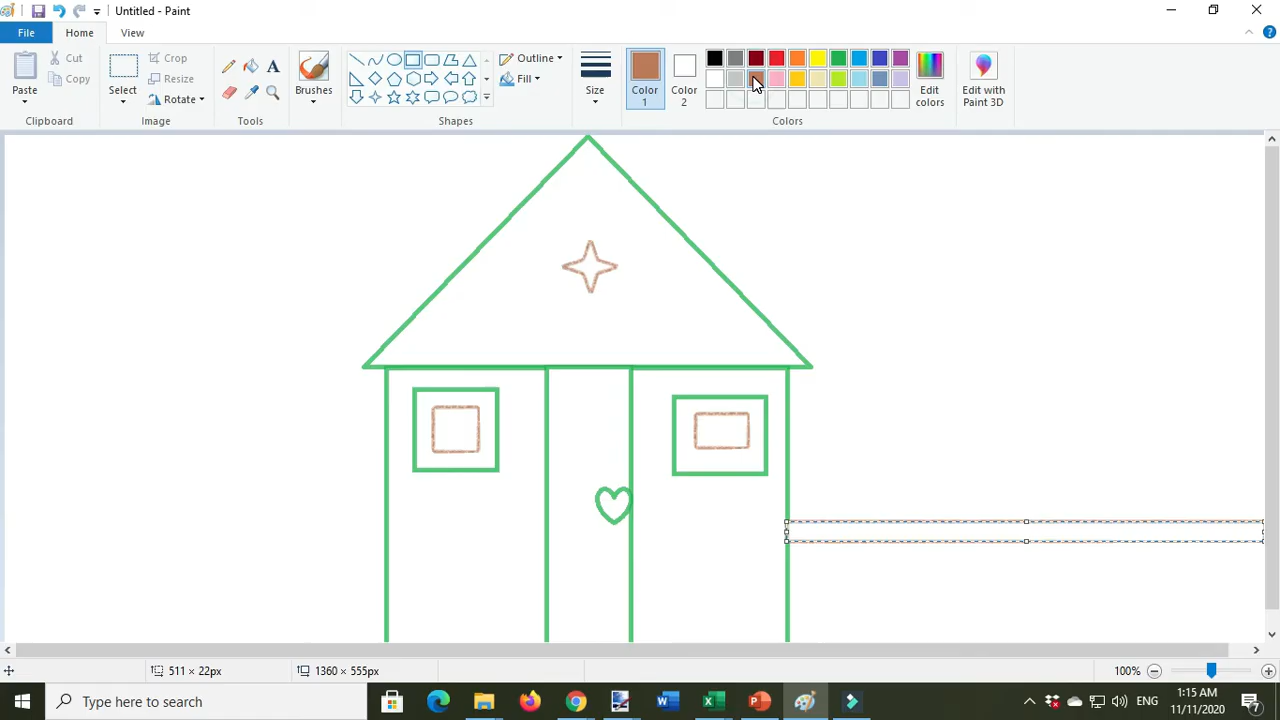 Untitled - Paint
File
Home
View
Paste
Cut
Copy
Clipboard
Select
Crop
Resize
Rotate
Image
A
Tools
Brushes
Shapes
Outline
Fill
Size
Color 1
Color 2
Colors
Edit colors
Edit with Paint 3D
511 × 22px
1360 × 555px
100%
Type here to search
ENG
1:15 AM
11/11/2020
7